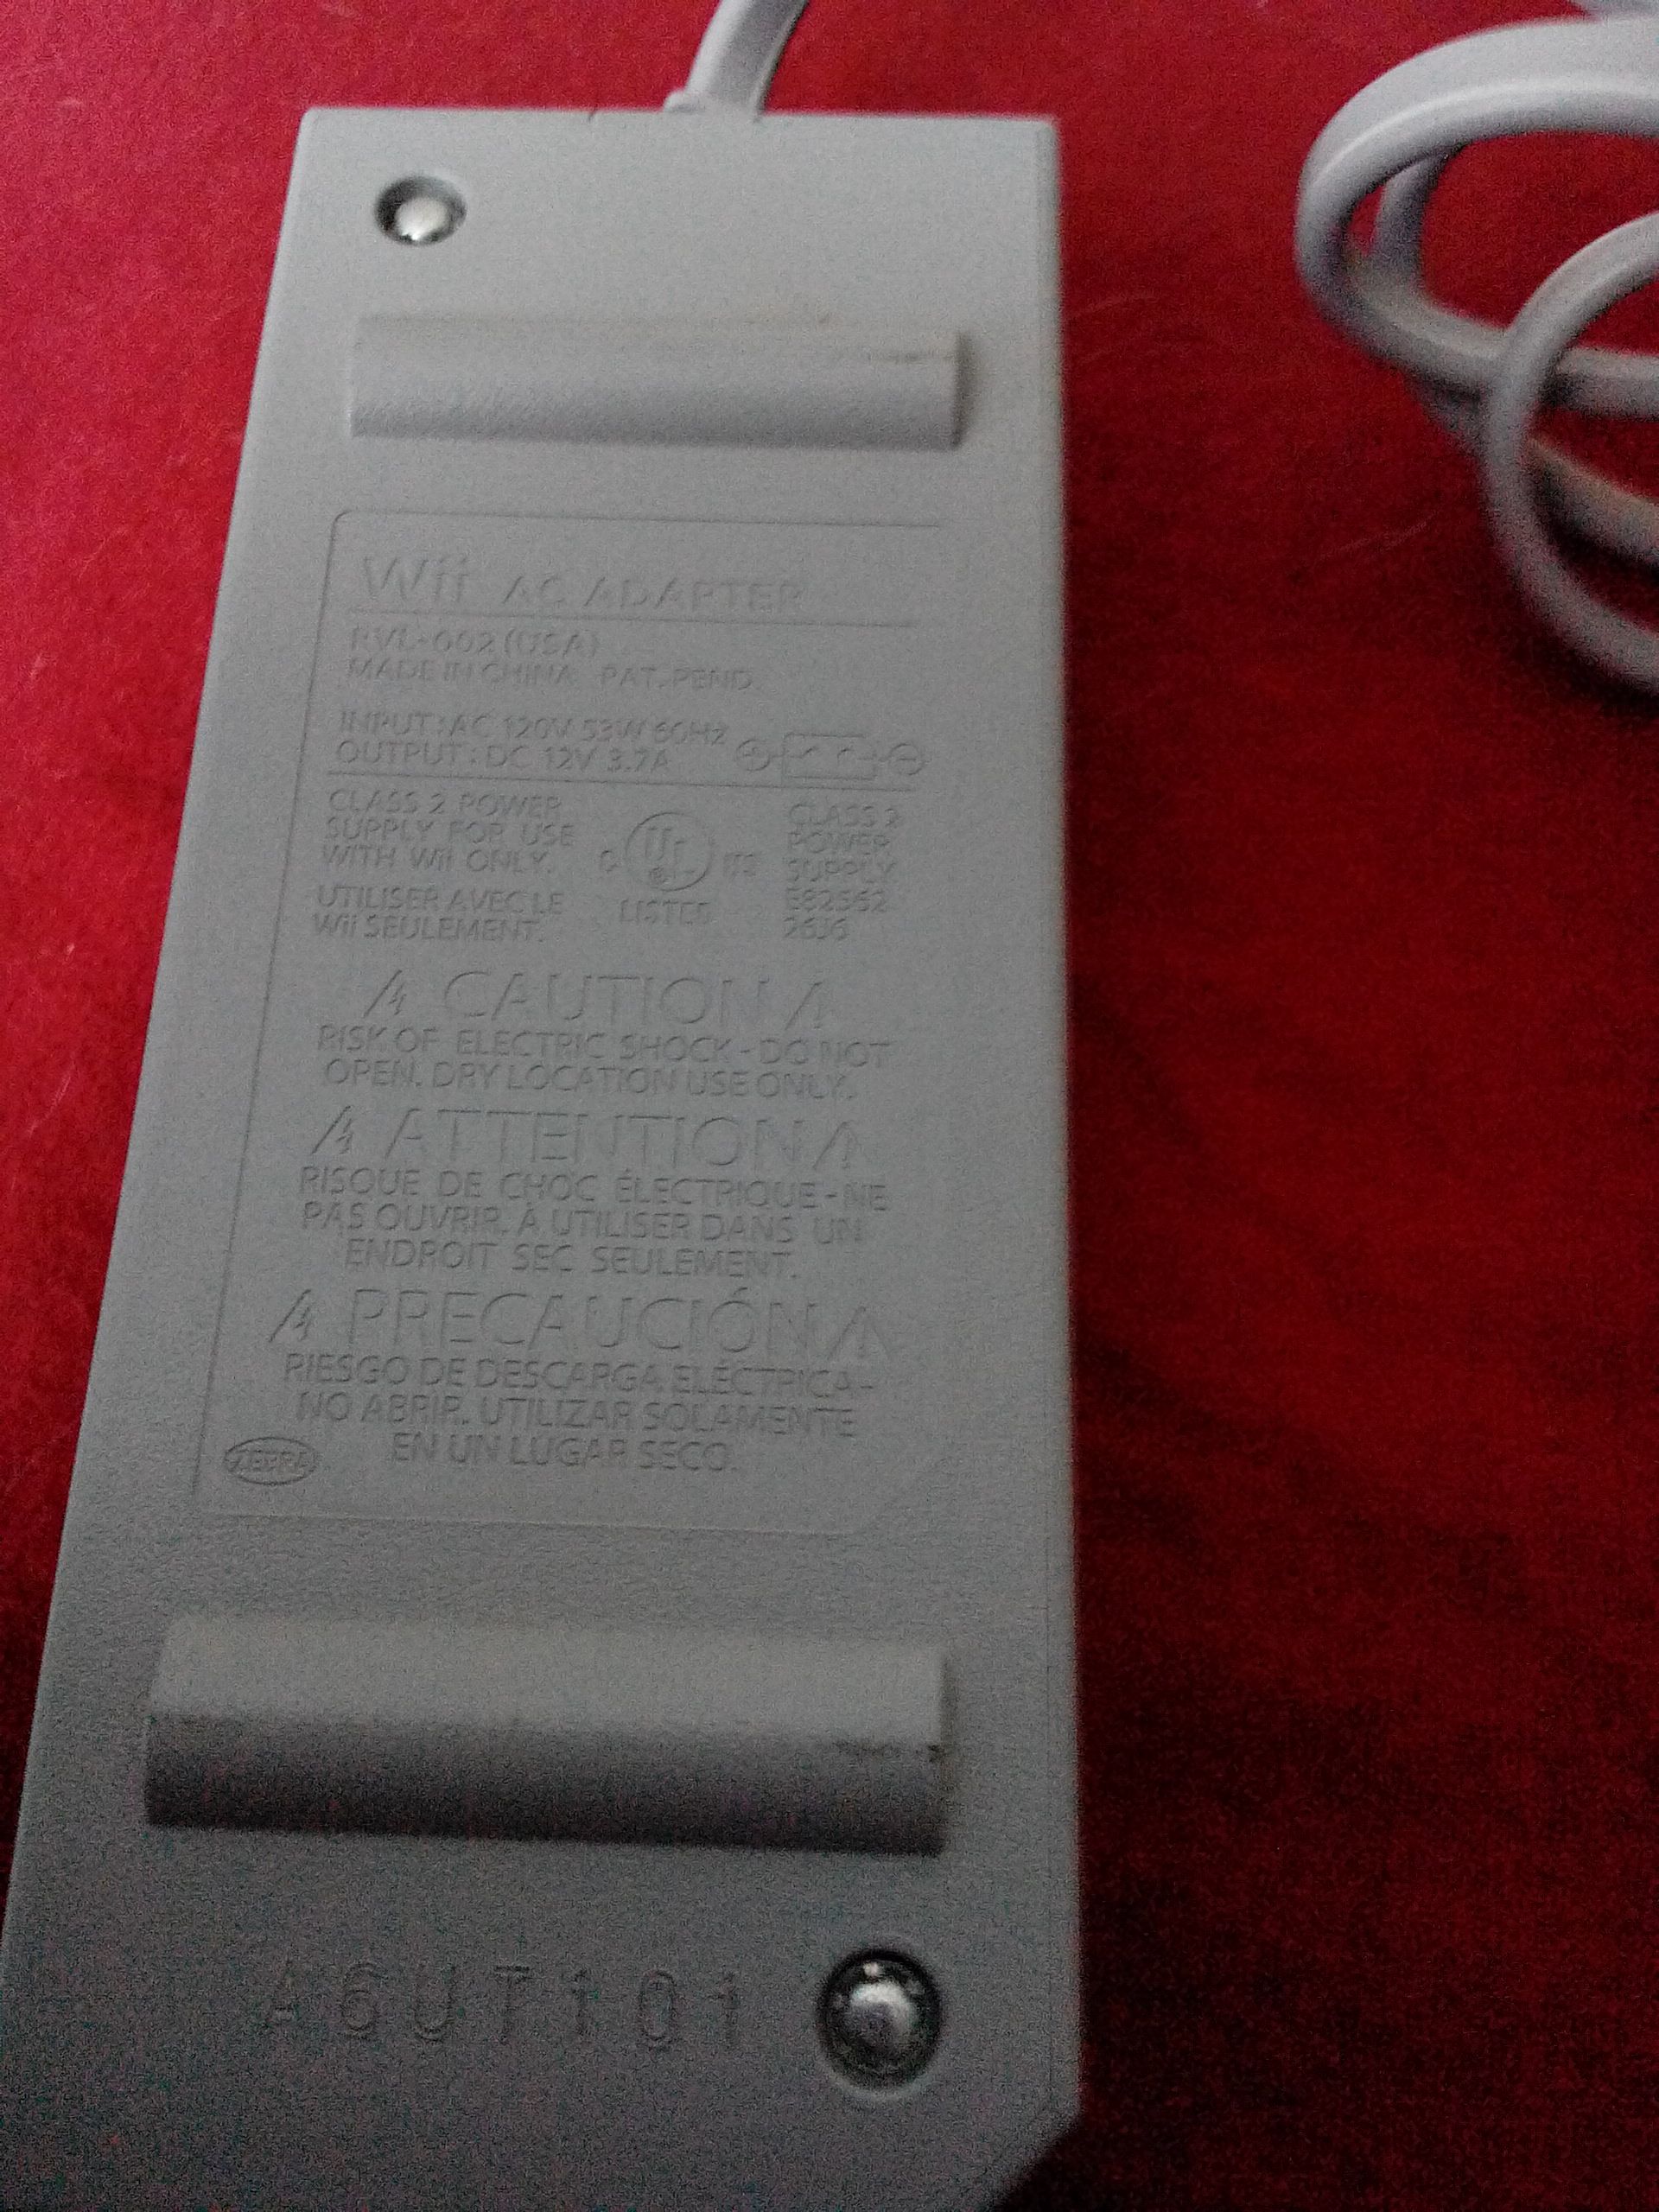 Wii AC ADAPTER
RVL-002 (USA)
MADE IN CHINA PAT. PEND.
INPUT : AC 120V 53W 60Hz
OUTPUT : DC 12V 3.7A
CLASS 2 POWER
SUPPLY FOR USE
WITH Wii ONLY.
UTILISER AVEC LE
Wii SEULEMENT.
C UL ® ITE
LISTED
CLASS 2
POWER
SUPPLY
E82562
26J6
CAUTION
RISK OF ELECTRIC SHOCK - DO NOT
OPEN. DRY LOCATION USE ONLY.
ATTENTION
RISQUE DE CHOC ÉLECTRIQUE - NE
PAS OUVRIR. À UTILISER DANS UN
ENDROIT SEC SEULEMENT.
PRECAUCIÓN
RIESGO DE DESCARGA ELÉCTRICA -
NO ABRIR. UTILIZAR SOLAMENTE
EN UN LUGAR SECO.
ZEBRA
A6UT101